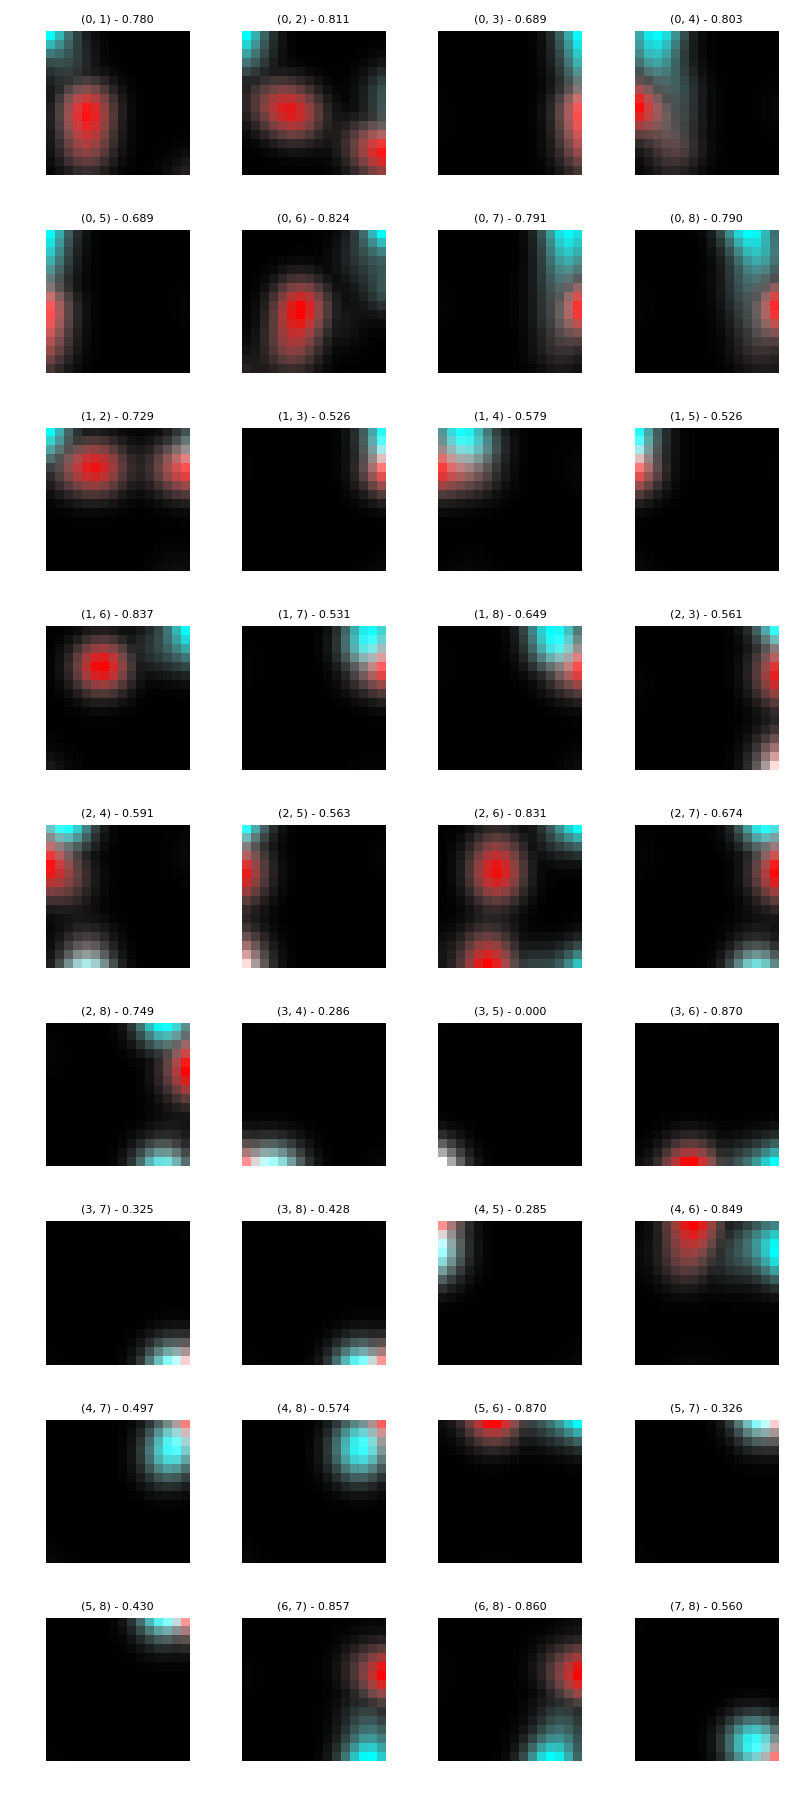 (0, 1) - 0.780 (0, 2) - 0.811 (0, 3) - 0.689 (0, 4) - 0.803
(0, 5) - 0.689 (0, 6) - 0.824 (0, 7) - 0.791 (0, 8) - 0.790
(1, 2) - 0.729 (1, 3) - 0.526 (1, 4) - 0.579 (1, 5) - 0.526
(1, 6) - 0.837 (1, 7) - 0.531 (1, 8) - 0.649 (2, 3) - 0.561
(2, 4) - 0.591 (2, 5) - 0.563 (2, 6) - 0.831 (2, 7) - 0.674
(2, 8) - 0.749 (3, 4) - 0.286 (3, 5) - 0.000 (3, 6) - 0.870
(3, 7) - 0.325 (3, 8) - 0.428 (4, 5) - 0.285 (4, 6) - 0.849
(4, 7) - 0.497 (4, 8) - 0.574 (5, 6) - 0.870 (5, 7) - 0.326
(5, 8) - 0.430 (6, 7) - 0.857 (6, 8) - 0.860 (7, 8) - 0.560